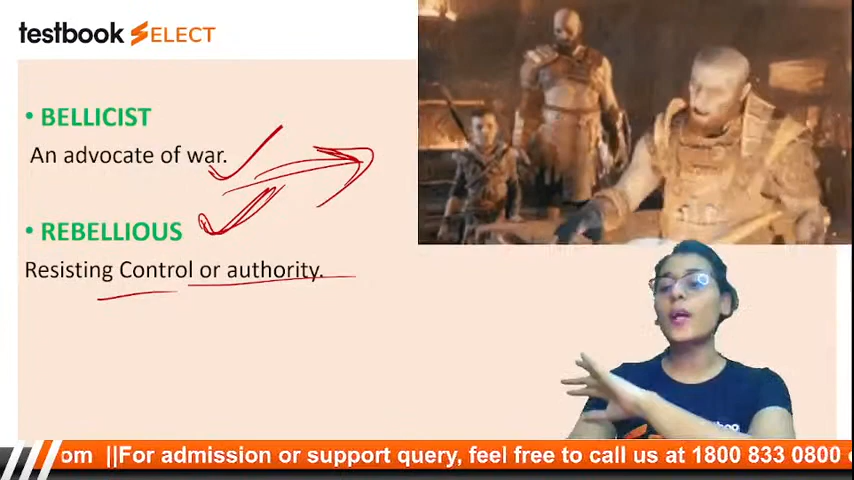 testbook SELECT
• BELLICIST
An advocate of war.
• REBELLIOUS
Resisting Control or authority.
om ||For admission or support query, feel free to call us at 1800 833 0800